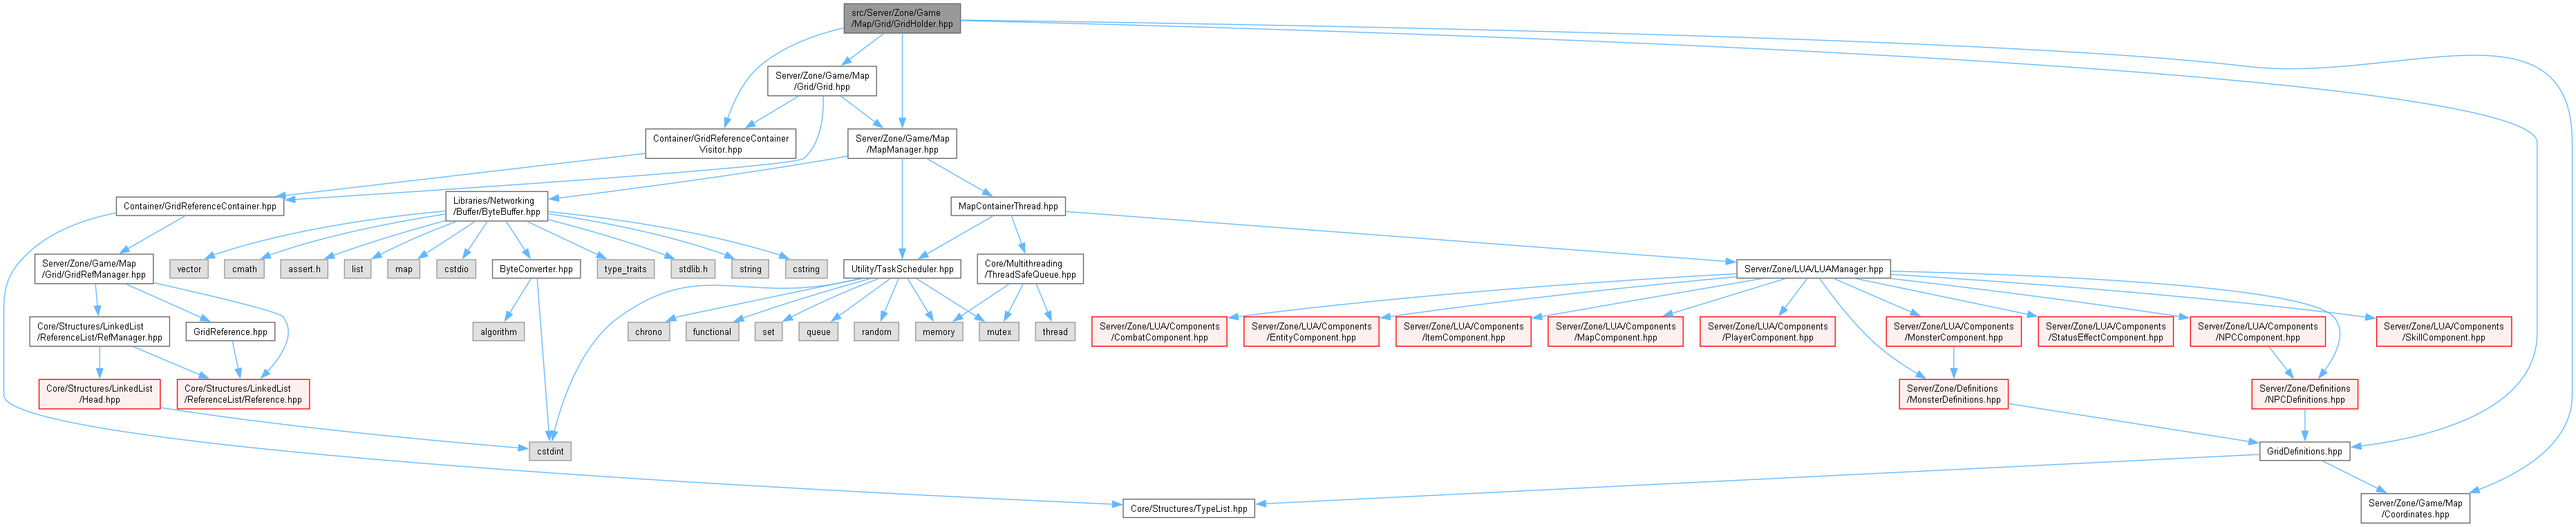 src/Server/Zone/Game
/Map/Grid/GridHolder.hpp
Server/Zone/Game/Map
/Grid/Grid.hpp
Container/GridReferenceContainer
Visitor.hpp
Server/Zone/Game/Map
/MapManager.hpp
Container/GridReferenceContainer.hpp
Libraries/Networking
/Buffer/ByteBuffer.hpp
MapContainerThread.hpp
Server/Zone/Game/Map
/Grid/GridRefManager.hpp
vector
cmath
assert.h
list
map
cstdio
ByteConverter.hpp
type_traits
stdlib.h
string
cstring
Utility/TaskScheduler.hpp
Core/Multithreading
/ThreadSafeQueue.hpp
Server/Zone/LUA/LUAManager.hpp
Core/Structures/LinkedList
/ReferenceList/RefManager.hpp
GridReference.hpp
algorithm
chrono
functional
set
queue
random
memory
mutex
thread
Server/Zone/LUA/Components
/CombatComponent.hpp
Server/Zone/LUA/Components
/EntityComponent.hpp
Server/Zone/LUA/Components
/ItemComponent.hpp
Server/Zone/LUA/Components
/MapComponent.hpp
Server/Zone/LUA/Components
/PlayerComponent.hpp
Server/Zone/LUA/Components
/MonsterComponent.hpp
Server/Zone/LUA/Components
/StatusEffectComponent.hpp
Server/Zone/LUA/Components
/NPCComponent.hpp
Server/Zone/LUA/Components
/SkillComponent.hpp
Core/Structures/LinkedList
/Head.hpp
Core/Structures/LinkedList
/ReferenceList/Reference.hpp
Server/Zone/Definitions
/MonsterDefinitions.hpp
Server/Zone/Definitions
/NPCDefinitions.hpp
cstdint
GridDefinitions.hpp
Core/Structures/TypeList.hpp
Server/Zone/Game/Map
/Coordinates.hpp